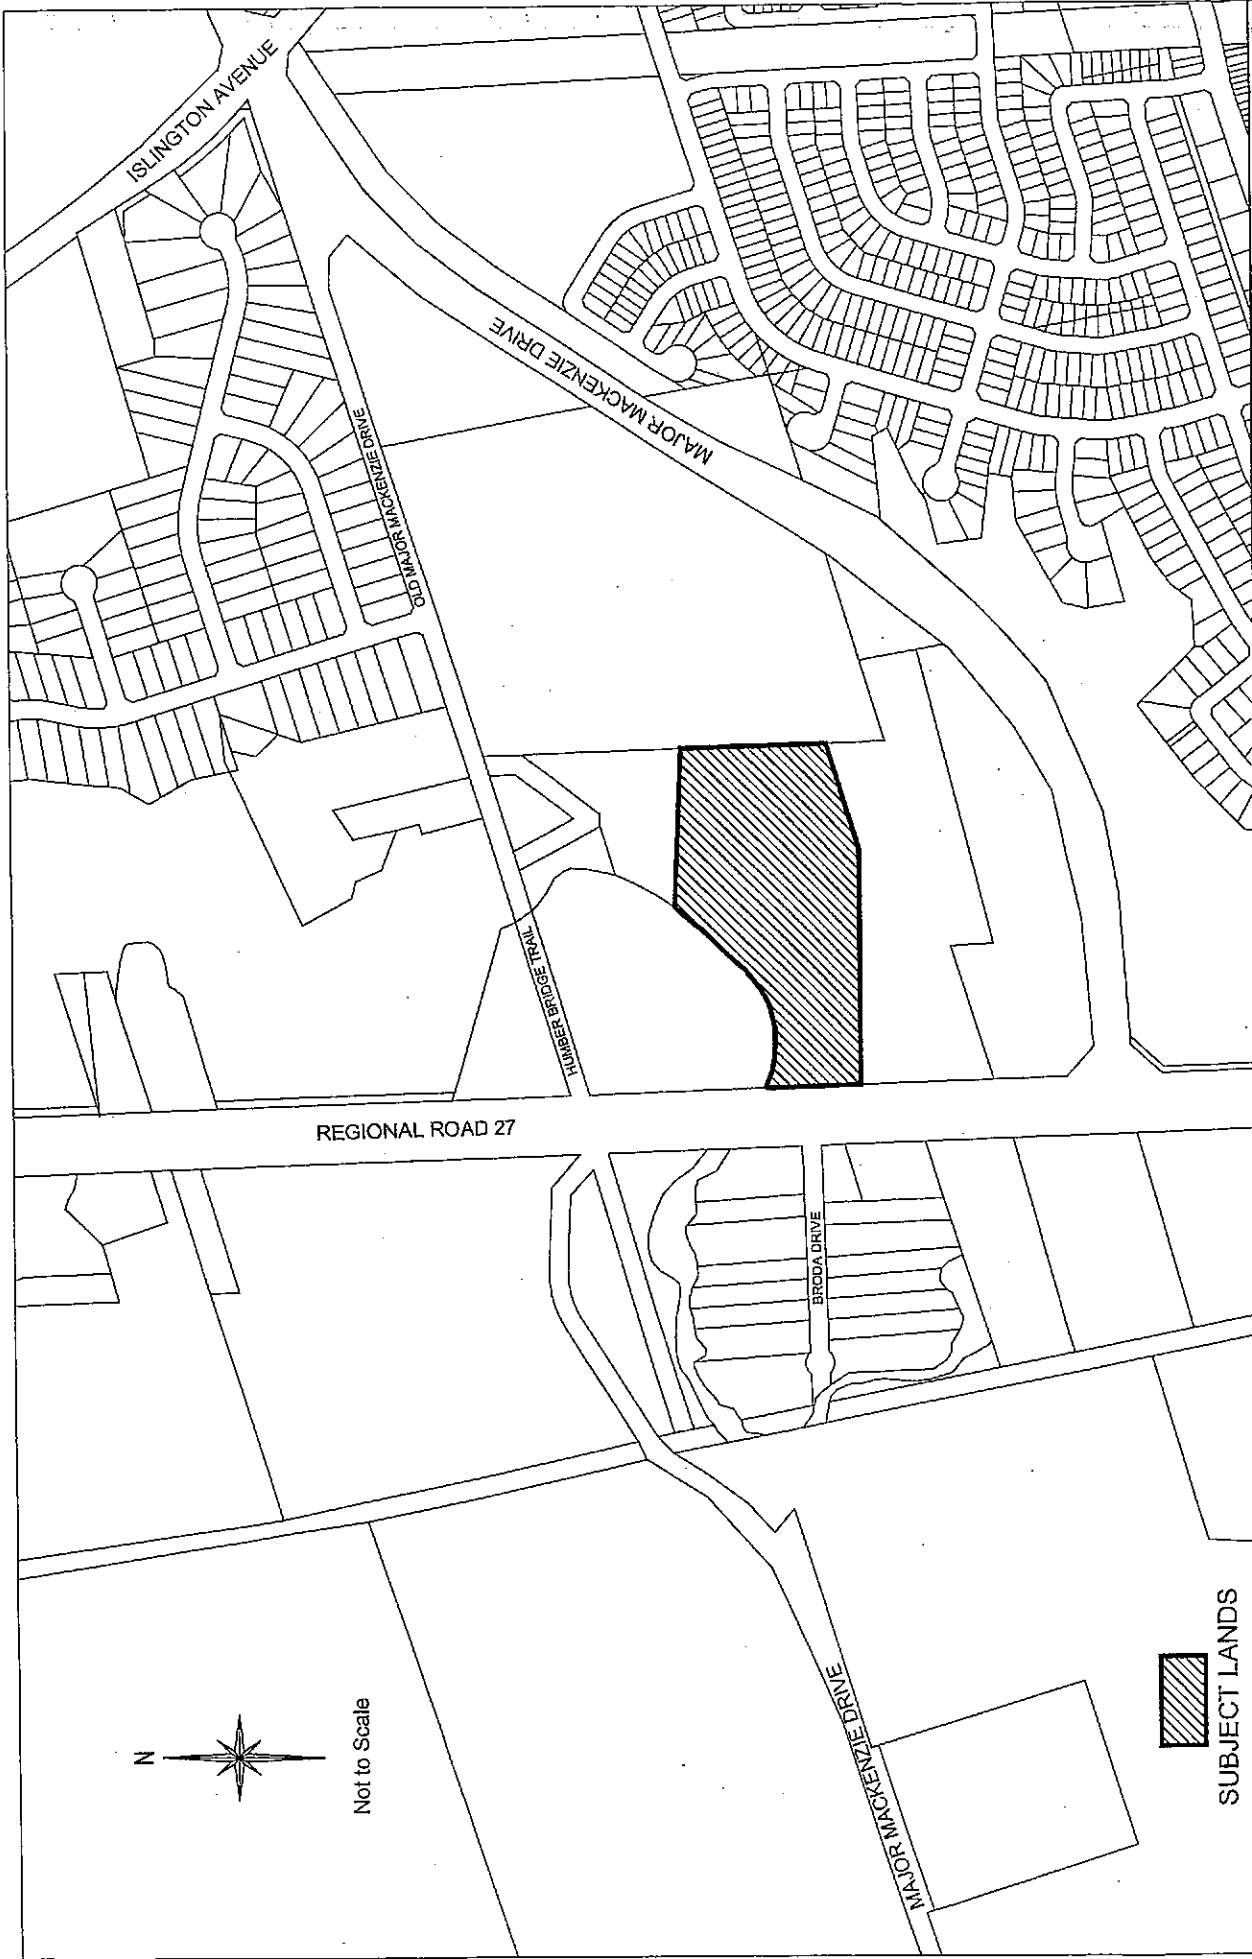 ISLINGTON AVENUE
MAJOR MACKENZIE DRIVE
OLD MAJOR MACKENZIE DRIVE
HUMBER BRIDGE TRAIL
REGIONAL ROAD 27
BRODA DRIVE
MAJOR MACKENZIE DRIVE
N
Not to Scale
SUBJECT LANDS